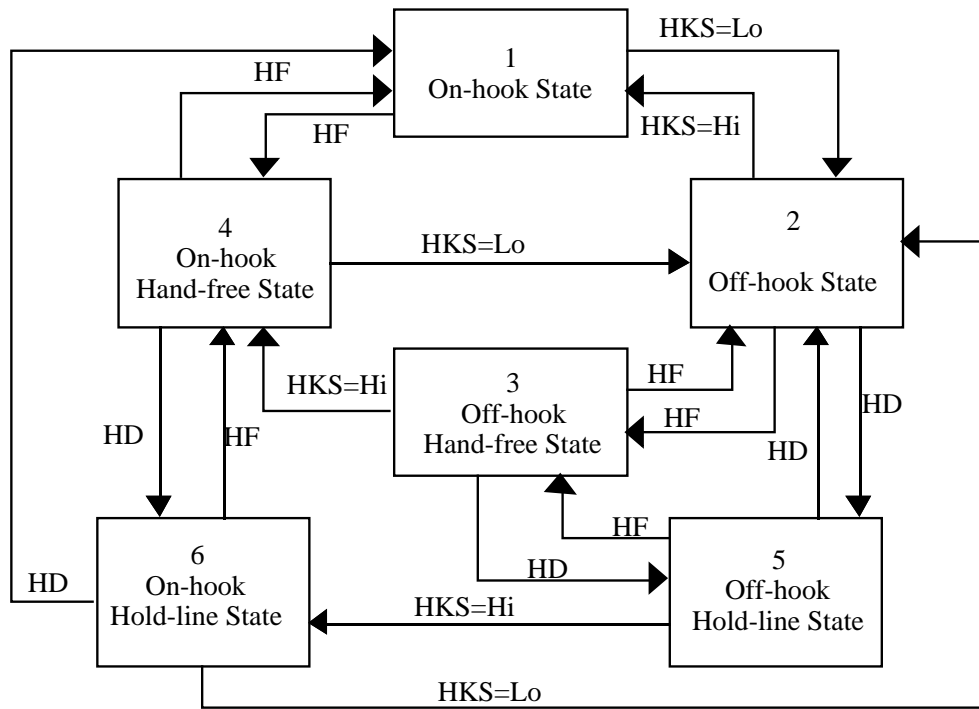 HKS=Lo
1
On-hook State
HF
HF
HKS=Hi
4
On-hook
Hand-free State
HKS=Lo
2
Off-hook State
HKS=Hi
3
Off-hook
Hand-free State
HF
HF
HD
HD
HF
HD
HF
HD
6
On-hook
Hold-line State
HD
HKS=Hi
5
Off-hook
Hold-line State
HKS=Lo